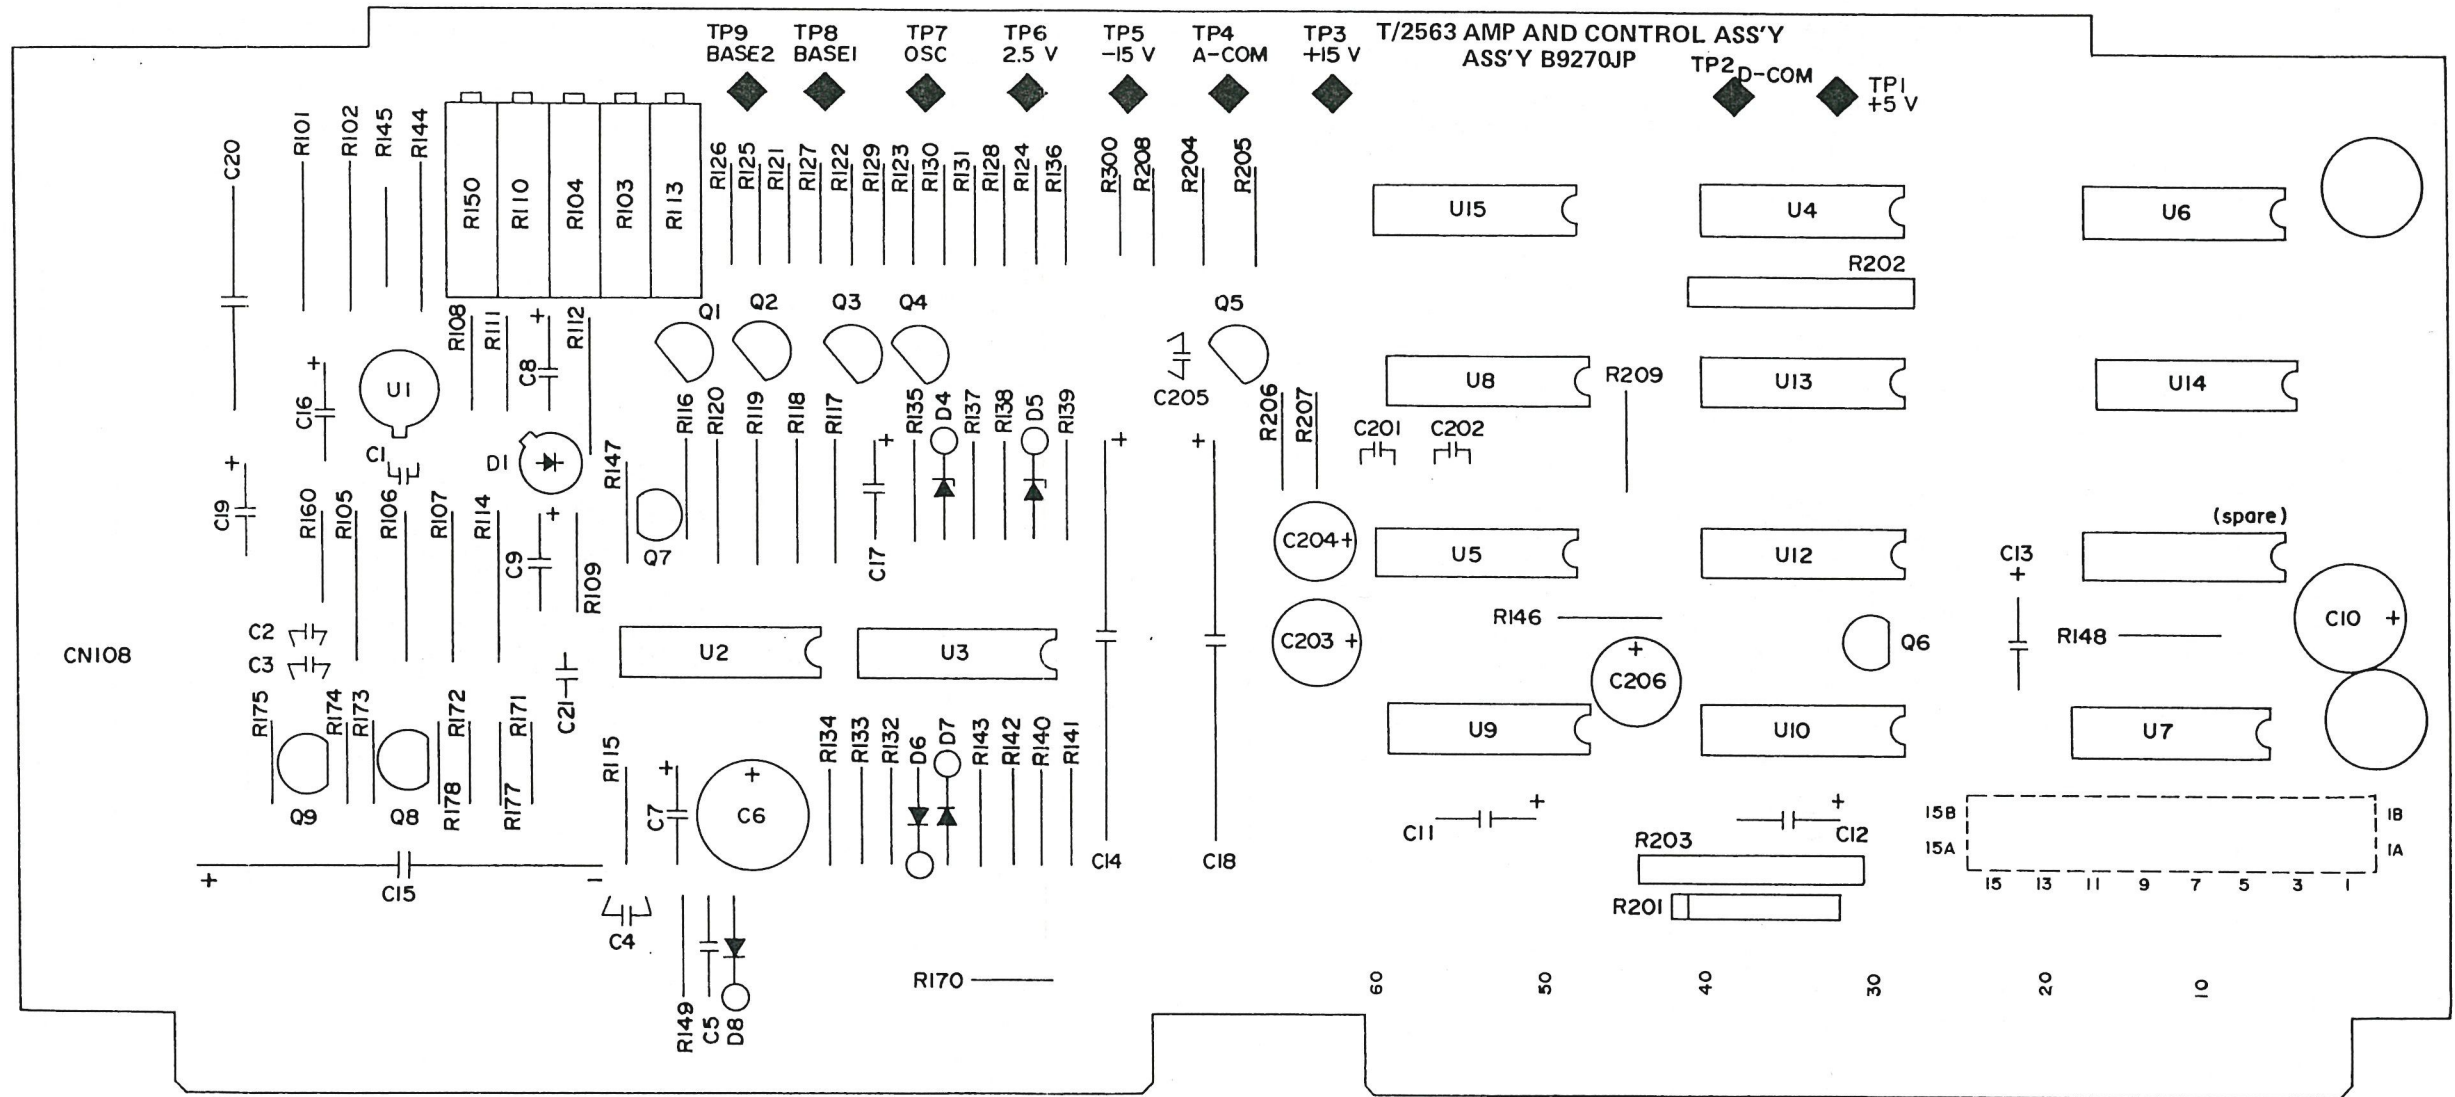 TP9
BASE2
TP8
BASE1
TP7
OSC
TP6
2.5 V
TP5
-15 V
TP4
A-COM
TP3
+15 V
T/2563 AMP AND CONTROL ASS'Y
ASS'Y B9270JP
TP2
D-COM
TP1
+5 V
C20
R101
R102
R145
R144
R150
R110
R104
R103
R113
R126
R125
R121
R127
R122
R129
R123
R130
R131
R128
R124
R136
R300
R208
R204
R205
U15
U4
U6
R202
R108
R111
+
C8
R112
Q1
Q2
Q3
Q4
Q5
C205
+
C16
U1
U8
R209
U13
U14
R116
R120
R119
R118
R117
+
C17
R135
D4
R137
R138
D5
R139
+
+
R206
R207
C201
C202
+
C19
C1
D1
R147
Q7
R160
R105
R106
R107
R114
+
C9
R109
C204+
U5
U12
(spare)
C13
+
C2
C3
CN108
U2
U3
C203 +
R146
+
C206
Q6
R148
C10 +
R175
R174
R173
R172
R171
C21
Q9
Q8
R178
R177
R115
+
C7
+
C6
R134
R133
R132
D6
D7
R143
R142
R140
R141
C14
C18
U9
U10
U7
+
C11
+
C12
15B
1B
15A
1A
15 13 11 9 7 5 3 1
R203
R201
+
C15
-
C4
R149
C5
D8
R170
60
50
40
30
20
10